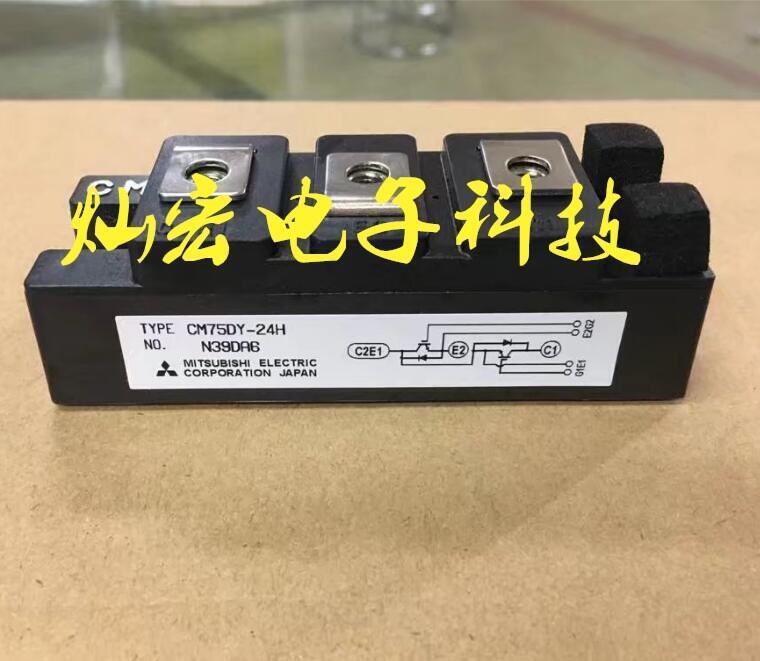 CM
灿宏电子科技
TYPE CM75DY-24H
NO. N39DA6
MITSUBISHI ELECTRIC
CORPORATION JAPAN
C2E1 E2 C1
E2G2
G1E1